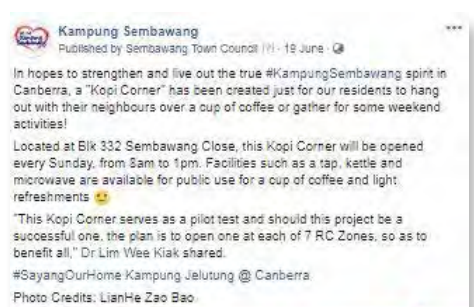 Kampung Sembawang
Published by Sembawang Town Council [?] · 19 June ·
In hopes to strengthen and live out the true #KampungSembawang spirit in
Canberra, a "Kopi Corner" has been created just for our residents to hang
out with their neighbours over a cup of coffee or gather for some weekend
activities!
Located at Blk 332 Sembawang Close, this Kopi Corner will be opened
every Sunday, from 8am to 1pm. Facilities such as a tap, kettle and
microwave are available for public use for a cup of coffee and light
refreshments 🙂
"This Kopi Corner serves as a pilot test and should this project be a
successful one, the plan is to open one at each of 7 RC Zones, so as to
benefit all," Dr Lim Wee Kiak shared.
#SayangOurHome Kampung Jelutung @ Canberra
Photo Credits: LianHe Zao Bao